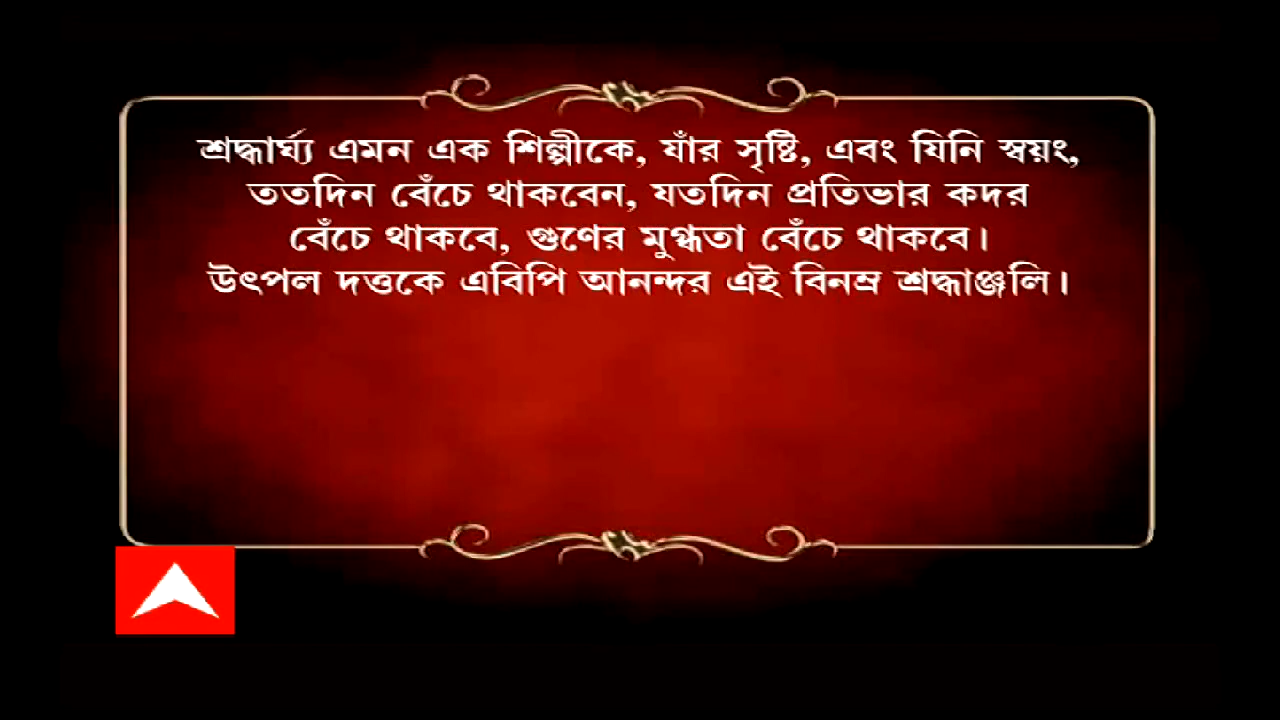 শ্রদ্ধার্ঘ্য এমন এক শিল্পীকে, যাঁর সৃষ্টি, এবং যিনি স্বয়ং,
ততদিন বেঁচে থাকবেন, যতদিন প্রতিভার কদর
বেঁচে থাকবে, গুণের মুগ্ধতা বেঁচে থাকবে।
উৎপল দত্তকে এবিপি আনন্দর এই বিনম্র শ্রদ্ধাঞ্জলি।